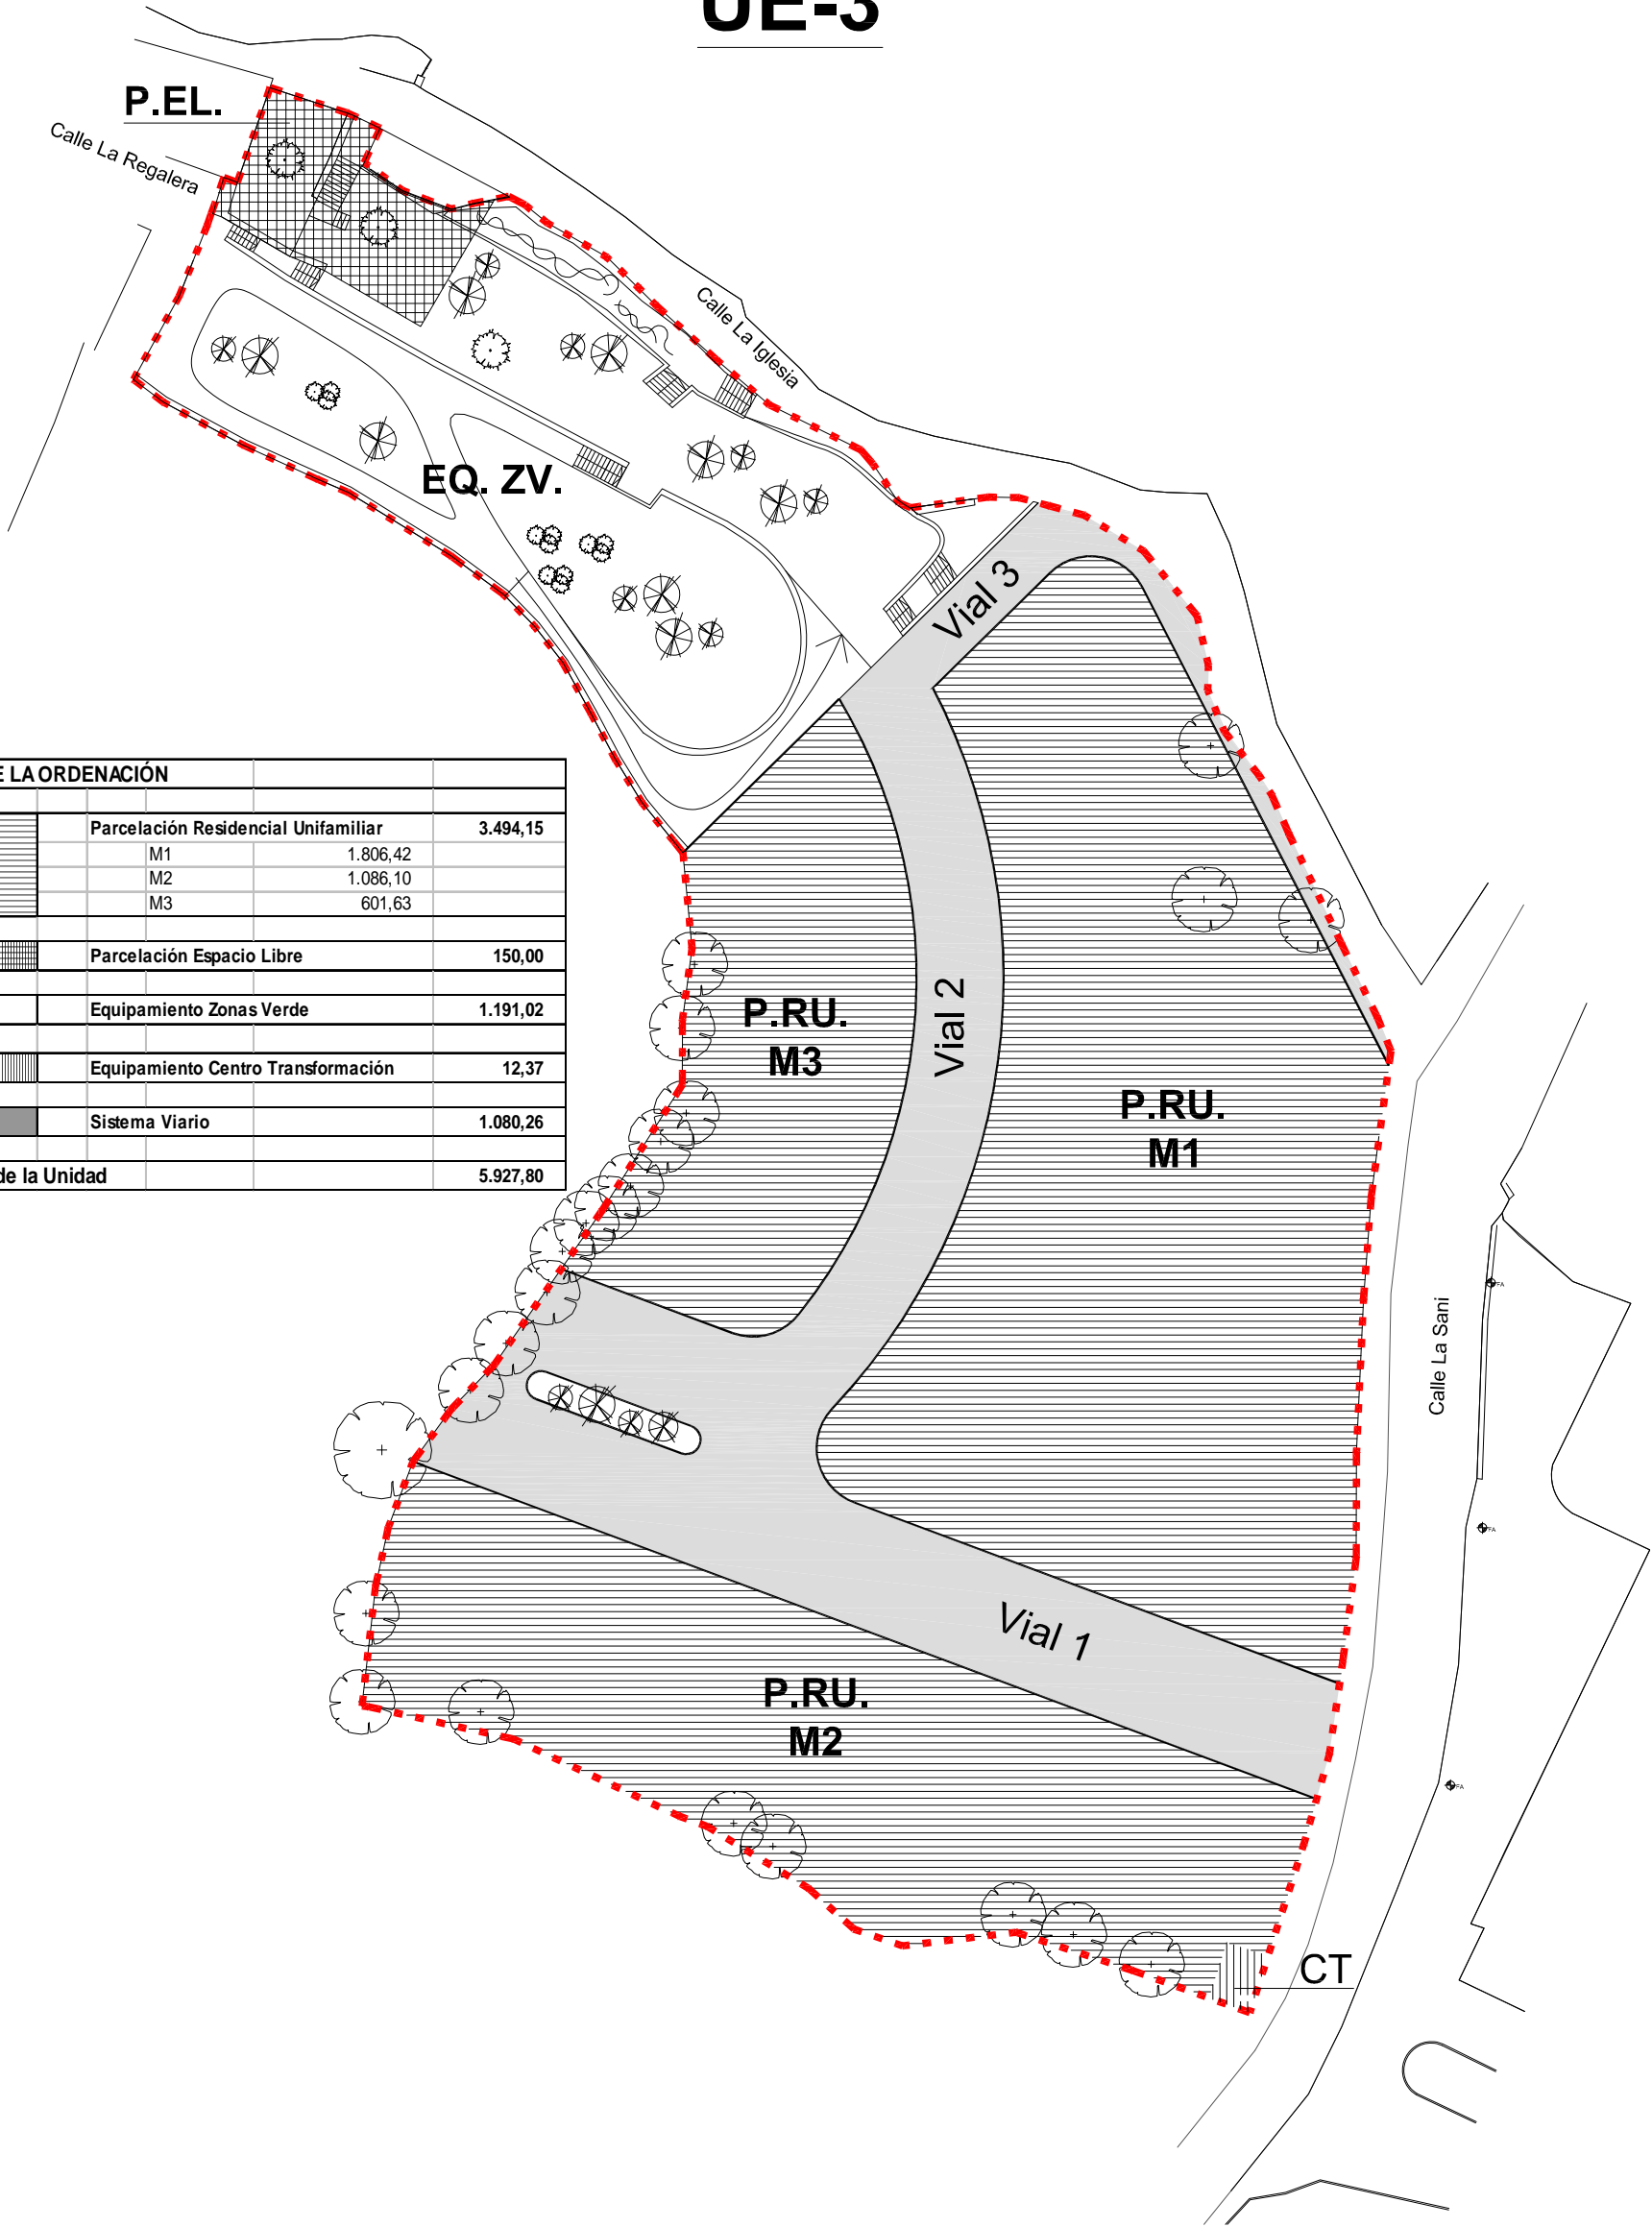 UE-3
P.EL.
Calle La Regalera
Calle La Iglesia
EQ. ZV.
Vial 3
E LA ORDENACIÓN
Parcelación Residencial Unifamiliar 3.494,15
M1 1.806,42
M2 1.086,10
M3 601,63
Parcelación Espacio Libre 150,00
Equipamiento Zonas Verde 1.191,02
Equipamiento Centro Transformación 12,37
Sistema Viario 1.080,26
de la Unidad 5.927,80
P.RU.
M3
Vial 2
P.RU.
M1
Calle La Sani
FA
FA
FA
Vial 1
P.RU.
M2
CT